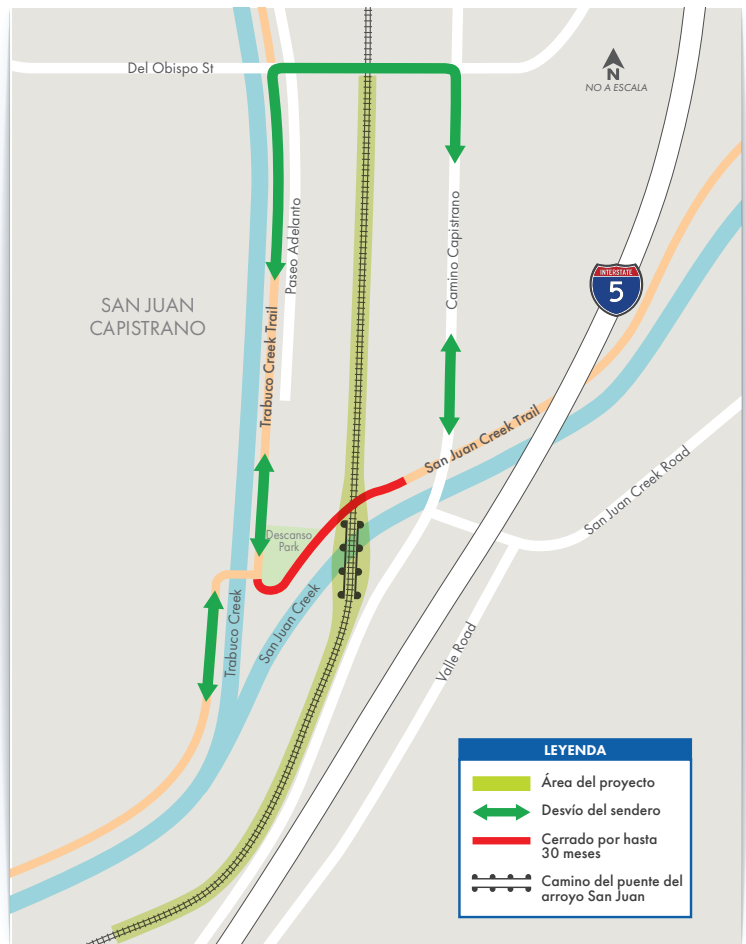 Del Obispo St
N
NO A ESCALA
Paseo Adelanto
Camino Capistrano
INTERSTATE
5
SAN JUAN
CAPISTRANO
Trabuco Creek Trail
San Juan Creek Trail
San Juan Creek Road
Descanso
Park
Trabuco Creek
San Juan Creek
Valle Road
LEYENDA
Área del proyecto
Desvío del sendero
Cerrado por hasta
30 meses
Camino del puente del
arroyo San Juan